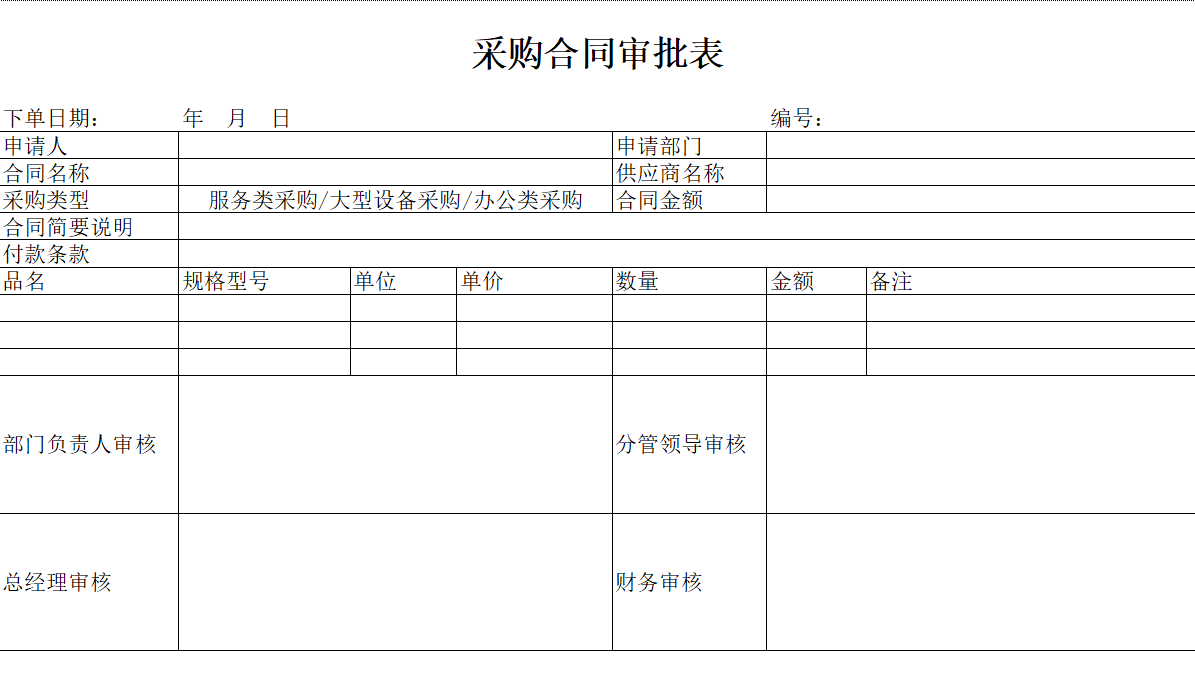 采购合同审批表
下单日期： 年 月 日 编号：
申请人 申请部门
合同名称 供应商名称
采购类型 服务类采购/大型设备采购/办公类采购 合同金额
合同简要说明
付款条款
品名 规格型号 单位 单价 数量 金额 备注
部门负责人审核 分管领导审核
总经理审核 财务审核